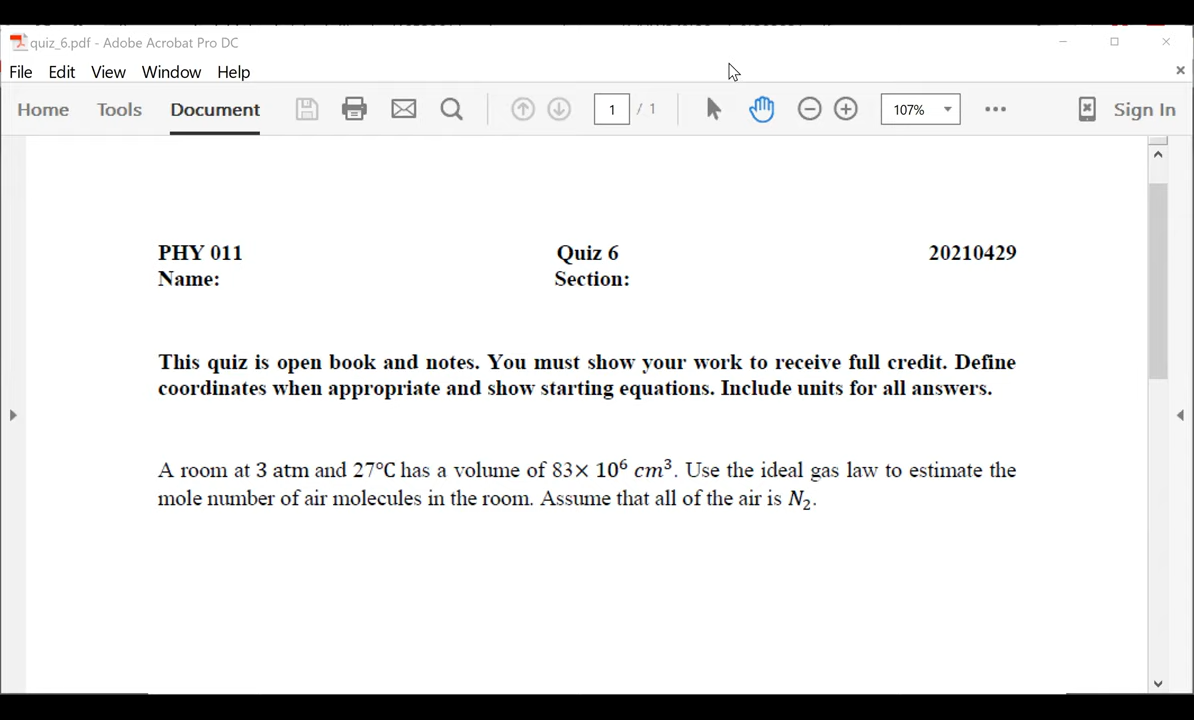 quiz_6.pdf - Adobe Acrobat Pro DC
File Edit View Window Help
Home Tools Document 1 / 1 107% Sign In
PHY 011 Quiz 6 20210429
Name: Section:
This quiz is open book and notes. You must show your work to receive full credit. Define
coordinates when appropriate and show starting equations. Include units for all answers.
A room at 3 atm and 27°C has a volume of 83× 10⁶ cm³. Use the ideal gas law to estimate the
mole number of air molecules in the room. Assume that all of the air is N₂.